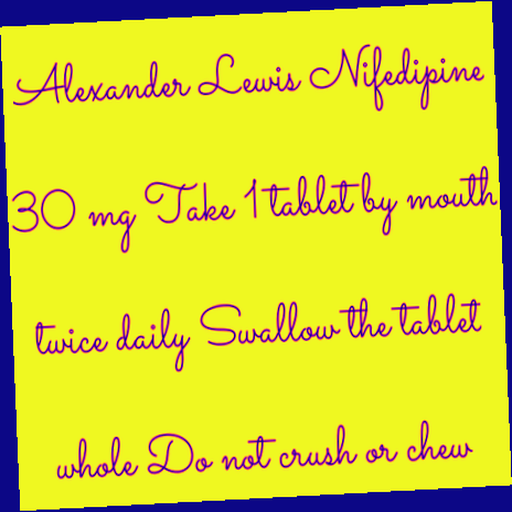 Alexander Lewis Nifedipine
30 mg Take 1 tablet by mouth
twice daily Swallow the tablet
whole Do not crush or chew